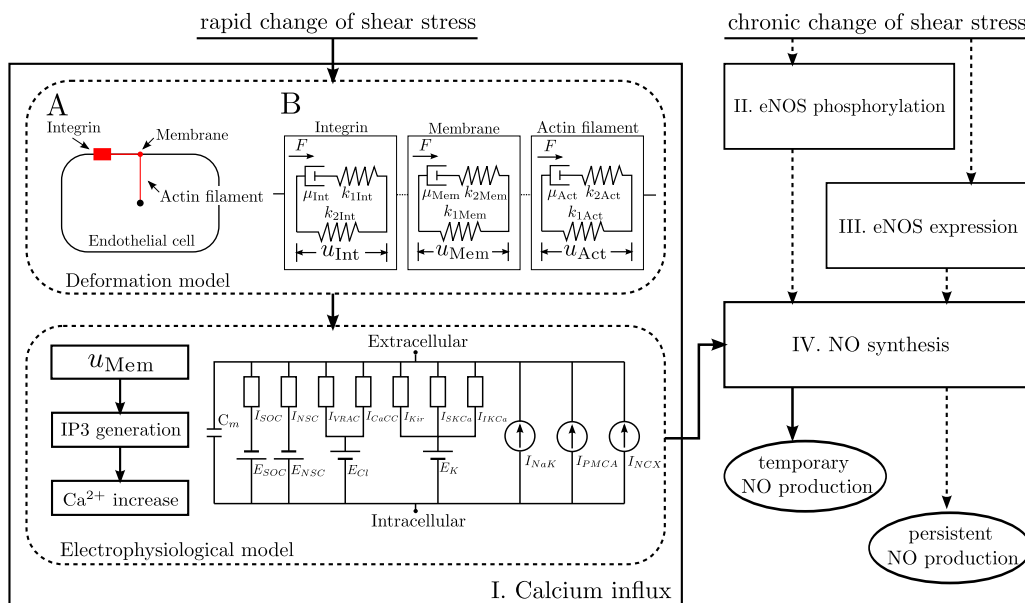 rapid change of shear stress
chronic change of shear stress
A
Integrin
Membrane
Actin filament
Endothelial cell
B
Integrin
F
μInt
k1Int
k2Int
uInt
Membrane
F
μMem
k2Mem
k1Mem
uMem
Actin filament
F
μAct
k2Act
k1Act
uAct
Deformation model
uMem
IP3 generation
Ca2+ increase
Extracellular
Cm
ISOC
INSC
IVRAC
ICaCC
IKir
ISKCa
IIKCa
ESOC
ENSC
ECl
EK
INaK
IPMCA
INCX
Intracellular
Electrophysiological model
I. Calcium influx
II. eNOS phosphorylation
III. eNOS expression
IV. NO synthesis
temporary
NO production
persistent
NO production